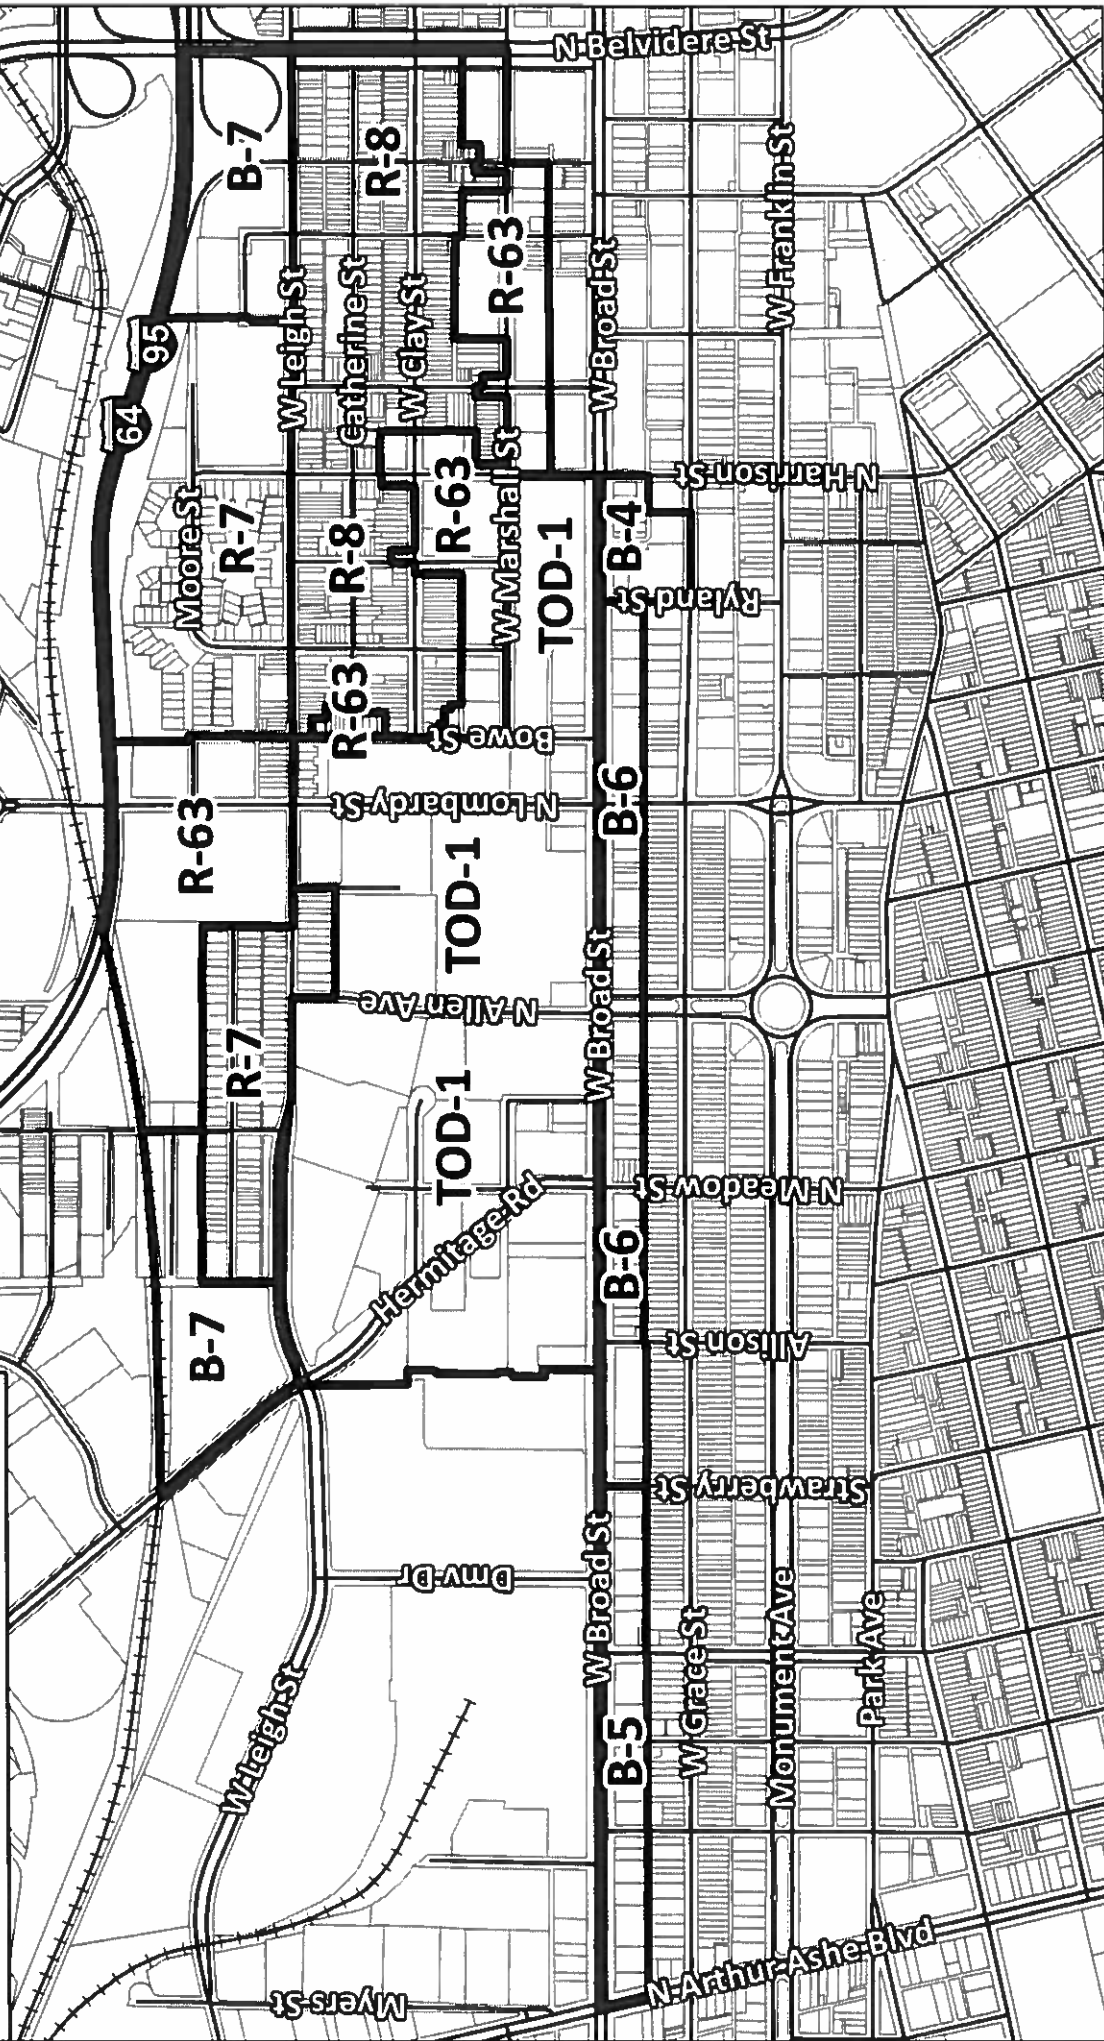 N Belvidere St
B-7
R-8
W Franklin St
R-63
W Leigh St
Catherine St
W Clay St
W Broad St
95
64
N Harrison St
R-63
W Marshall St
Moore St
R-7
R-8
TOD-1
B-4
Ryland St
R-63
Bowe St
N Lombardy St
B-6
R-63
TOD-1
N Allen Ave
W Broad St
R-7
TOD-1
Hermitage Rd
N Meadow St
B-6
B-7
Allison St
Strawberry St
Dmv Dr
W Broad St
W Leigh St
W Grace St
Monument Ave
Park Ave
B-5
N Arthur Ashe Blvd
Myers St